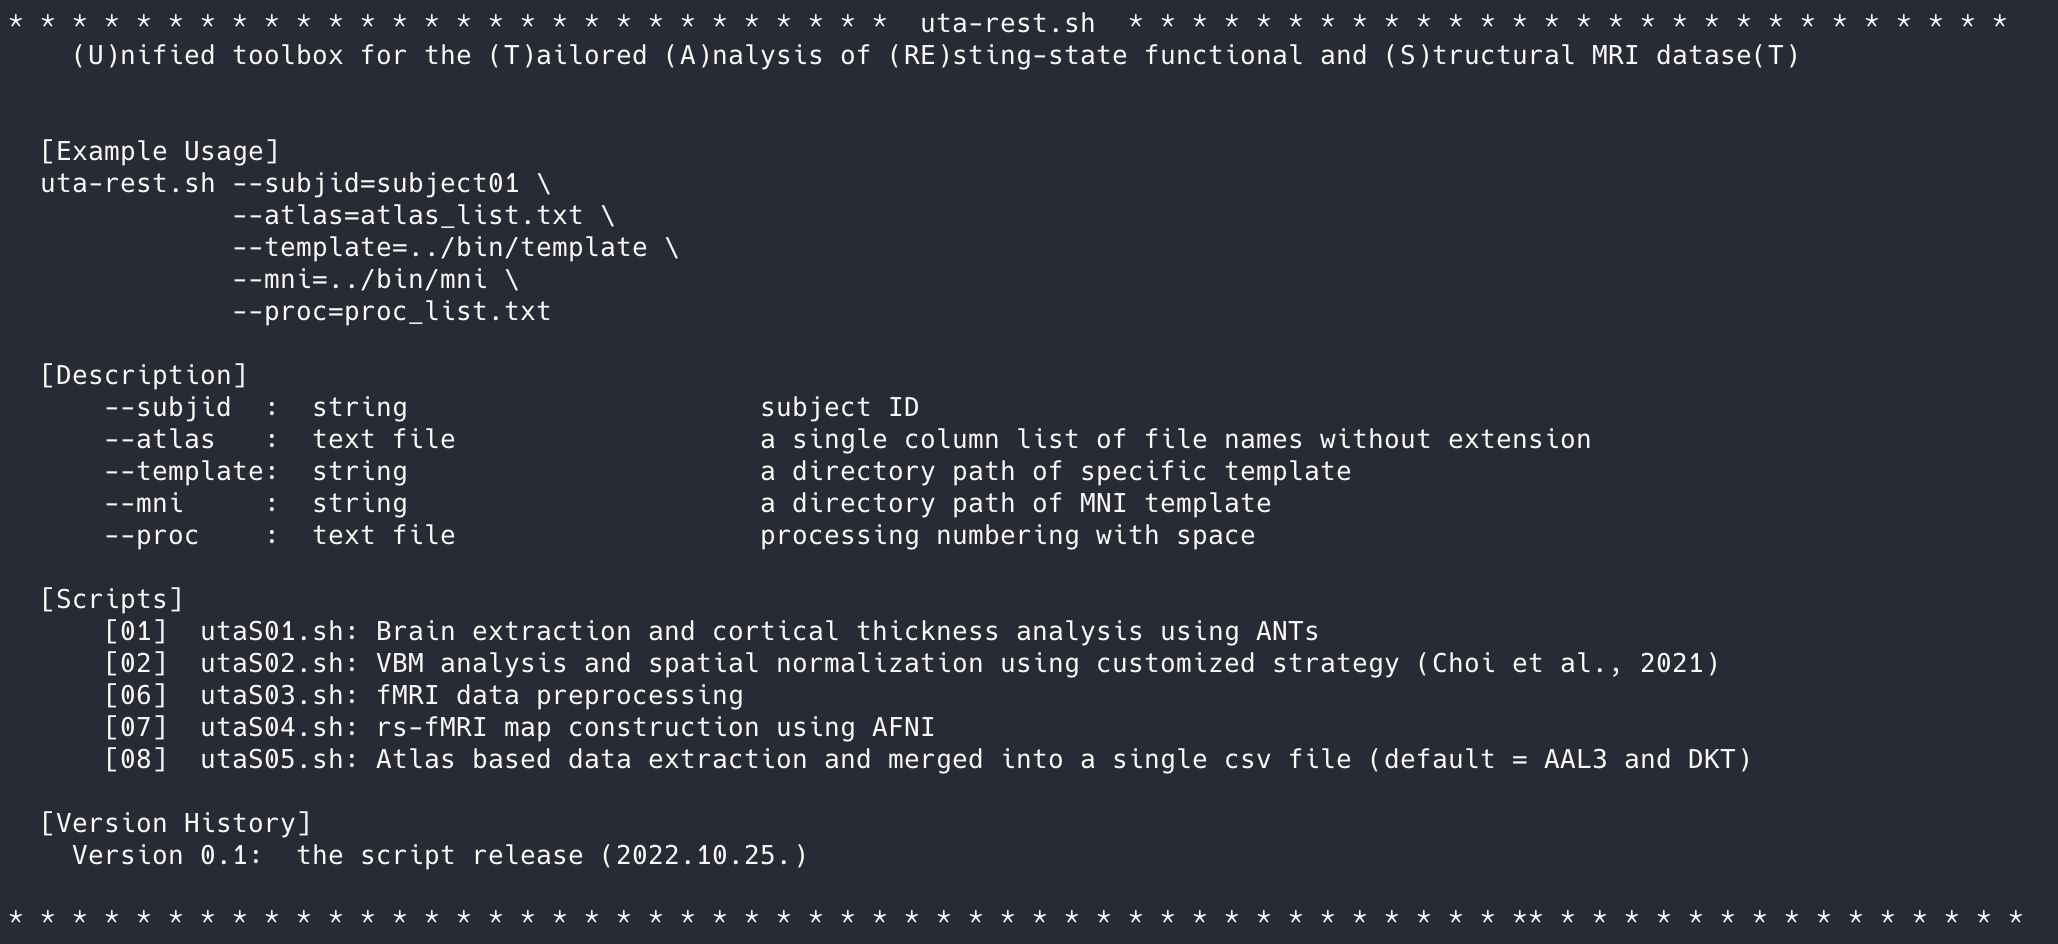 * * * * * * * * * * * * * * * * * * * * * * * * * * * *  uta-rest.sh  * * * * * * * * * * * * * * * * * * * * * * * * * * * *
(U)nified toolbox for the (T)ailored (A)nalysis of (RE)sting-state functional and (S)tructural MRI datase(T)
[Example Usage]
uta-rest.sh --subjid=subject01 \
--atlas=atlas_list.txt \
--template=../bin/template \
--mni=../bin/mni \
--proc=proc_list.txt
[Description]
--subjid  :  string                      subject ID
--atlas   :  text file                   a single column list of file names without extension
--template:  string                      a directory path of specific template
--mni     :  string                      a directory path of MNI template
--proc    :  text file                   processing numbering with space
[Scripts]
[01]  utaS01.sh: Brain extraction and cortical thickness analysis using ANTs
[02]  utaS02.sh: VBM analysis and spatial normalization using customized strategy (Choi et al., 2021)
[06]  utaS03.sh: fMRI data preprocessing
[07]  utaS04.sh: rs-fMRI map construction using AFNI
[08]  utaS05.sh: Atlas based data extraction and merged into a single csv file (default = AAL3 and DKT)
[Version History]
Version 0.1:  the script release (2022.10.25.)
* * * * * * * * * * * * * * * * * * * * * * * * * * * * * * * * * * * * * * * * * * * * * * * * ** * * * * * * * * * * * * * * *